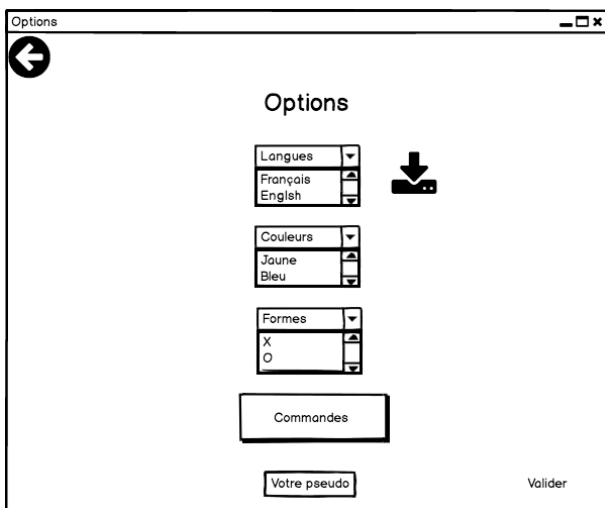 Options
Options
Langues
Français
Englsh
Couleurs
Jaune
Bleu
Formes
X
O
Commandes
Votre pseudo
Valider